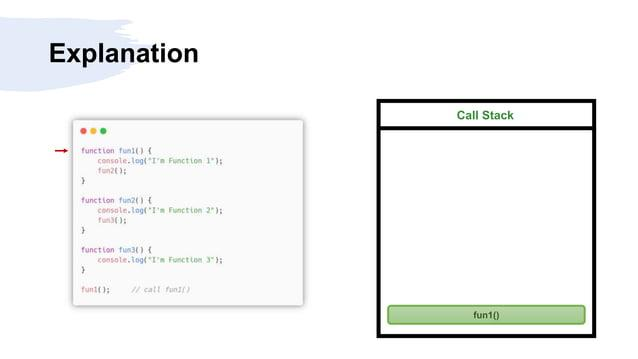 Explanation
function fun1() {
    console.log("I'm Function 1");
    fun2();
}
function fun2() {
    console.log("I'm Function 2");
    fun3();
}
function fun3() {
    console.log("I'm Function 3");
}
fun1();     // call fun1()
Call Stack
fun1()